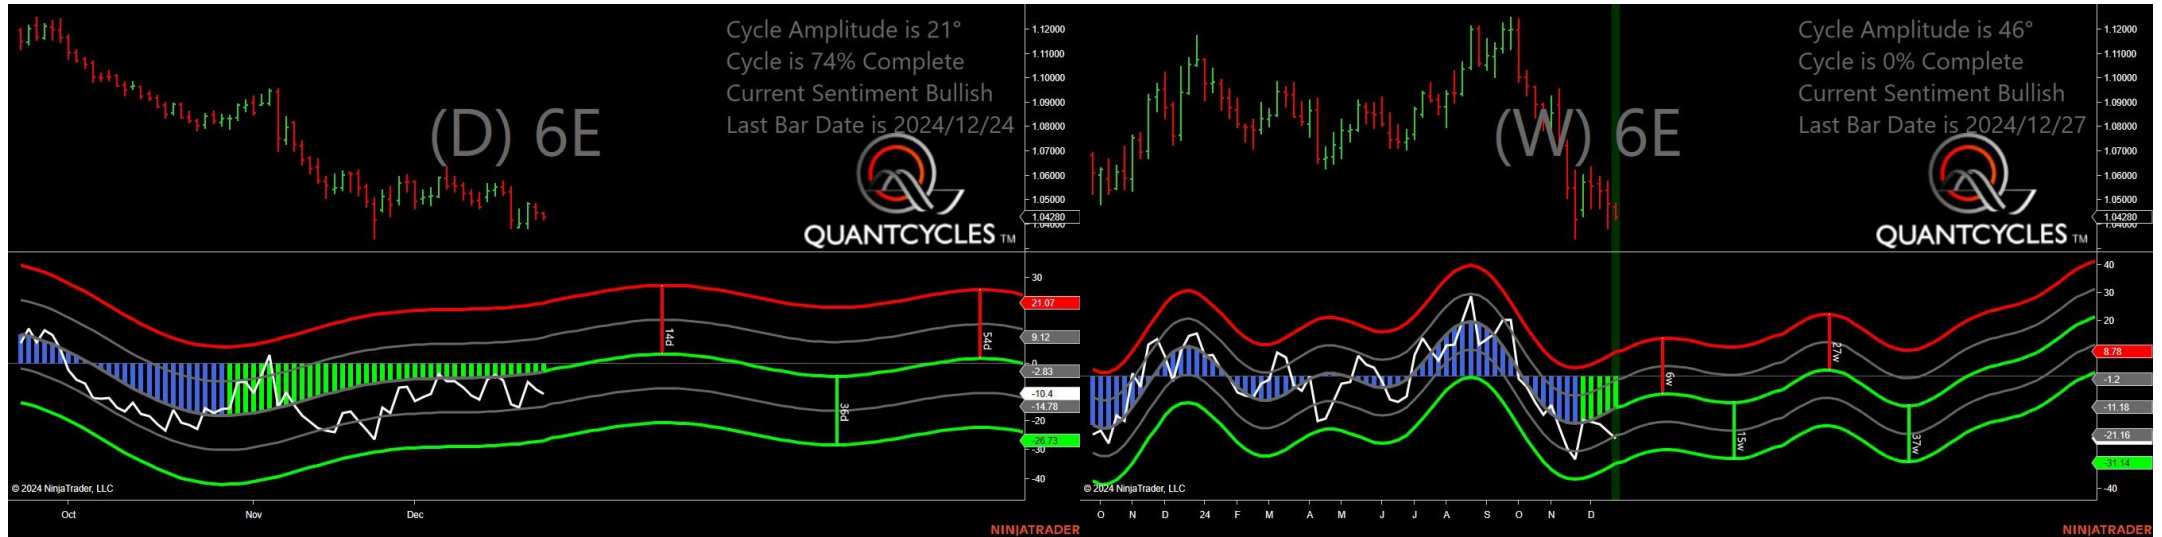 Cycle Amplitude is 21°
Cycle is 74% Complete
Current Sentiment Bullish
Last Bar Date is 2024/12/24
(D) 6E
QUANTCYCLES TM
1.12000
1.11000
1.10000
1.09000
1.08000
1.07000
1.06000
1.05000
1.04280
1.04000
30
21.07
9.12
0
-2.83
-10.4
-14.78
-20
-26.73
-30
-40
14d
36d
54d
© 2024 NinjaTrader, LLC
Oct Nov Dec
NINJATRADER
Cycle Amplitude is 46°
Cycle is 0% Complete
Current Sentiment Bullish
Last Bar Date is 2024/12/27
(W) 6E
QUANTCYCLES TM
1.12000
1.11000
1.10000
1.09000
1.08000
1.07000
1.06000
1.05000
1.04280
1.04000
40
30
20
8.78
-1.2
-11.18
-21.16
-31.14
-40
6w
15w
27w
37w
© 2024 NinjaTrader, LLC
O N D 24 F M A M J J A S O N D
NINJATRADER